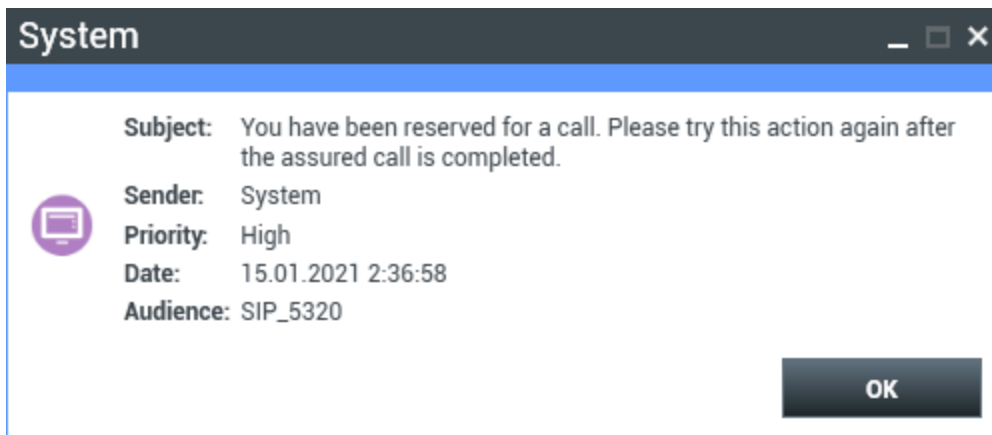 System
Subject: You have been reserved for a call. Please try this action again after
the assured call is completed.
Sender: System
Priority: High
Date: 15.01.2021 2:36:58
Audience: SIP_5320
OK